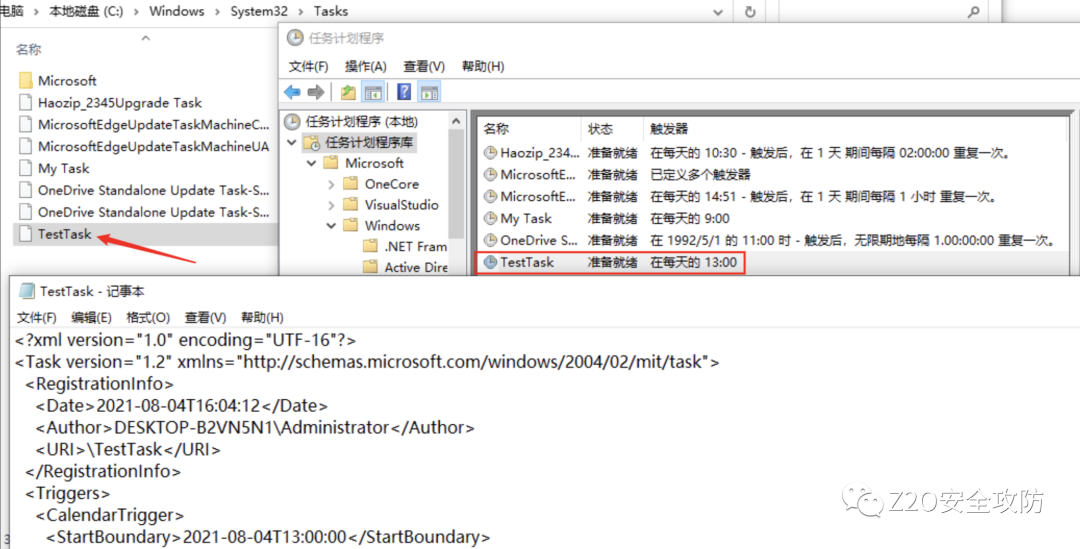 电脑 › 本地磁盘 (C:) › Windows › System32 › Tasks
名称
Microsoft
Haozip_2345Upgrade Task
MicrosoftEdgeUpdateTaskMachineC...
MicrosoftEdgeUpdateTaskMachineUA
My Task
OneDrive Standalone Update Task-S...
OneDrive Standalone Update Task-S...
TestTask
任务计划程序
文件(F) 操作(A) 查看(V) 帮助(H)
任务计划程序 (本地)
任务计划程序库
Microsoft
OneCore
VisualStudio
Windows
.NET Fram
Active Dire
名称 状态 触发器
Haozip_234... 准备就绪 在每天的 10:30 - 触发后，在 1 天 期间每隔 02:00:00 重复一次。
MicrosoftE... 准备就绪 已定义多个触发器
MicrosoftE... 准备就绪 在每天的 14:51 - 触发后，在 1 天 期间每隔 1 小时 重复一次。
My Task 准备就绪 在每天的 9:00
OneDrive S... 准备就绪 在 1992/5/1 的 11:00 时 - 触发后，无限期地每隔 1.00:00:00 重复一次。
TestTask 准备就绪 在每天的 13:00
TestTask - 记事本
文件(F) 编辑(E) 格式(O) 查看(V) 帮助(H)
<?xml version="1.0" encoding="UTF-16"?>
<Task version="1.2" xmlns="http://schemas.microsoft.com/windows/2004/02/mit/task">
<RegistrationInfo>
<Date>2021-08-04T16:04:12</Date>
<Author>DESKTOP-B2VN5N1\Administrator</Author>
<URI>\TestTask</URI>
</RegistrationInfo>
<Triggers>
<CalendarTrigger>
<StartBoundary>2021-08-04T13:00:00</StartBoundary>
Z2O安全攻防